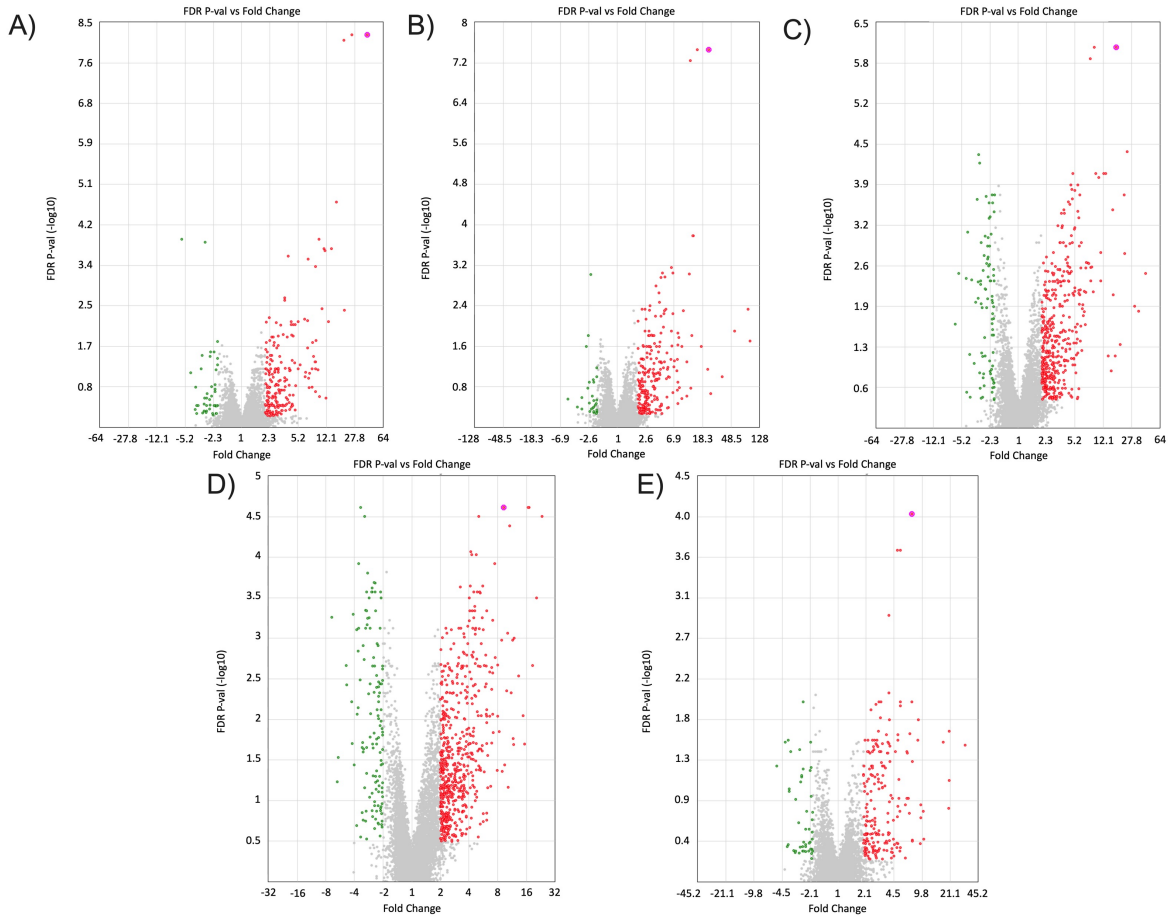 A)
FDR P-val vs Fold Change
8.5
7.6
6.8
5.9
5.1
4.2
3.4
2.5
1.7
0.8
FDR P-val (-log10)
-64 -27.8 -12.1 -5.2 -2.3 1 2.3 5.2 12.1 27.8 64
Fold Change
B)
FDR P-val vs Fold Change
8
7.2
6.4
5.6
4.8
4
3.2
2.4
1.6
0.8
FDR P-val (-log10)
-128 -48.5 -18.3 -6.9 -2.6 1 2.6 6.9 18.3 48.5 128
Fold Change
C)
FDR P-val vs Fold Change
6.5
5.8
5.2
4.5
3.9
3.2
2.6
1.9
1.3
0.6
FDR P-val (-log10)
-64 -27.8 -12.1 -5.2 -2.3 1 2.3 5.2 12.1 27.8 64
Fold Change
D)
FDR P-val vs Fold Change
5
4.5
4
3.5
3
2.5
2
1.5
1
0.5
FDR P-val (-log10)
-32 -16 -8 -4 -2 1 2 4 8 16 32
Fold Change
E)
FDR P-val vs Fold Change
4.5
4.0
3.6
3.1
2.7
2.2
1.8
1.3
0.9
0.4
FDR P-val (-log10)
-45.2 -21.1 -9.8 -4.5 -2.1 1 2.1 4.5 9.8 21.1 45.2
Fold Change